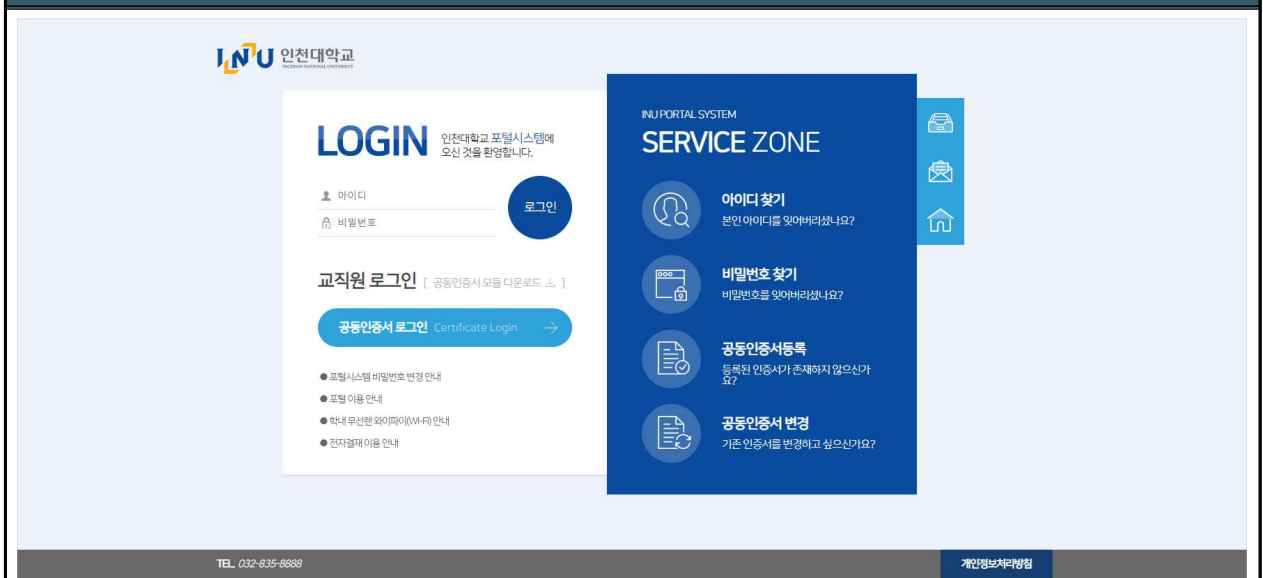 INU 인천대학교
INCHEON NATIONAL UNIVERSITY
LOGIN
인천대학교 포털시스템에
오신 것을 환영합니다.
아이디
비밀번호
로그인
교직원 로그인 [ 공동인증서 모듈 다운로드 ]
공동인증서 로그인 Certificate Login
● 포털시스템 비밀번호 변경 안내
● 포털 이용 안내
● 학내 무선랜 와이파이(WI-FI) 안내
● 전자결재 이용 안내
INU PORTAL SYSTEM
SERVICE ZONE
아이디 찾기
본인 아이디를 잊어버리셨나요?
비밀번호 찾기
비밀번호를 잊어버리셨나요?
공동인증서등록
등록된 인증서가 존재하지 않으신가
요?
공동인증서 변경
기존 인증서를 변경하고 싶으신가요?
TEL. 032-835-8888
개인정보처리방침